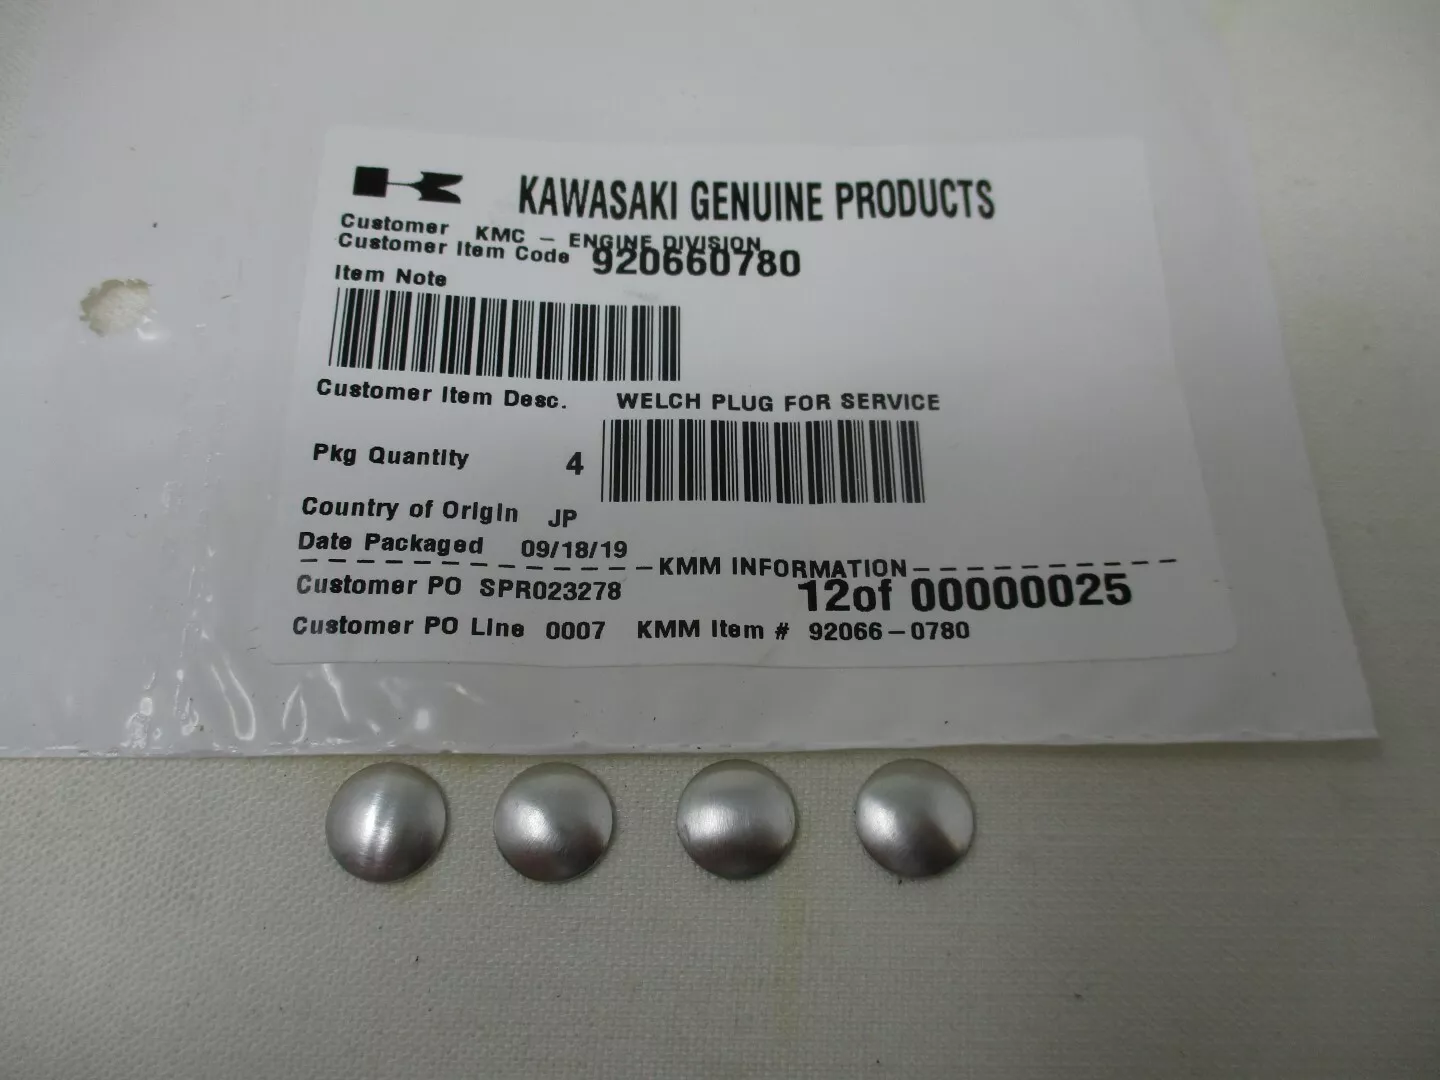 KAWASAKI GENUINE PRODUCTS
Customer KMC - ENGINE DIVISION
Customer Item Code 920660780
Item Note
Customer Item Desc. WELCH PLUG FOR SERVICE
Pkg Quantity 4
Country of Origin JP
Date Packaged 09/18/19
KMM INFORMATION
Customer PO SPR023278 12of 00000025
Customer PO Line 0007 KMM Item # 92066-0780